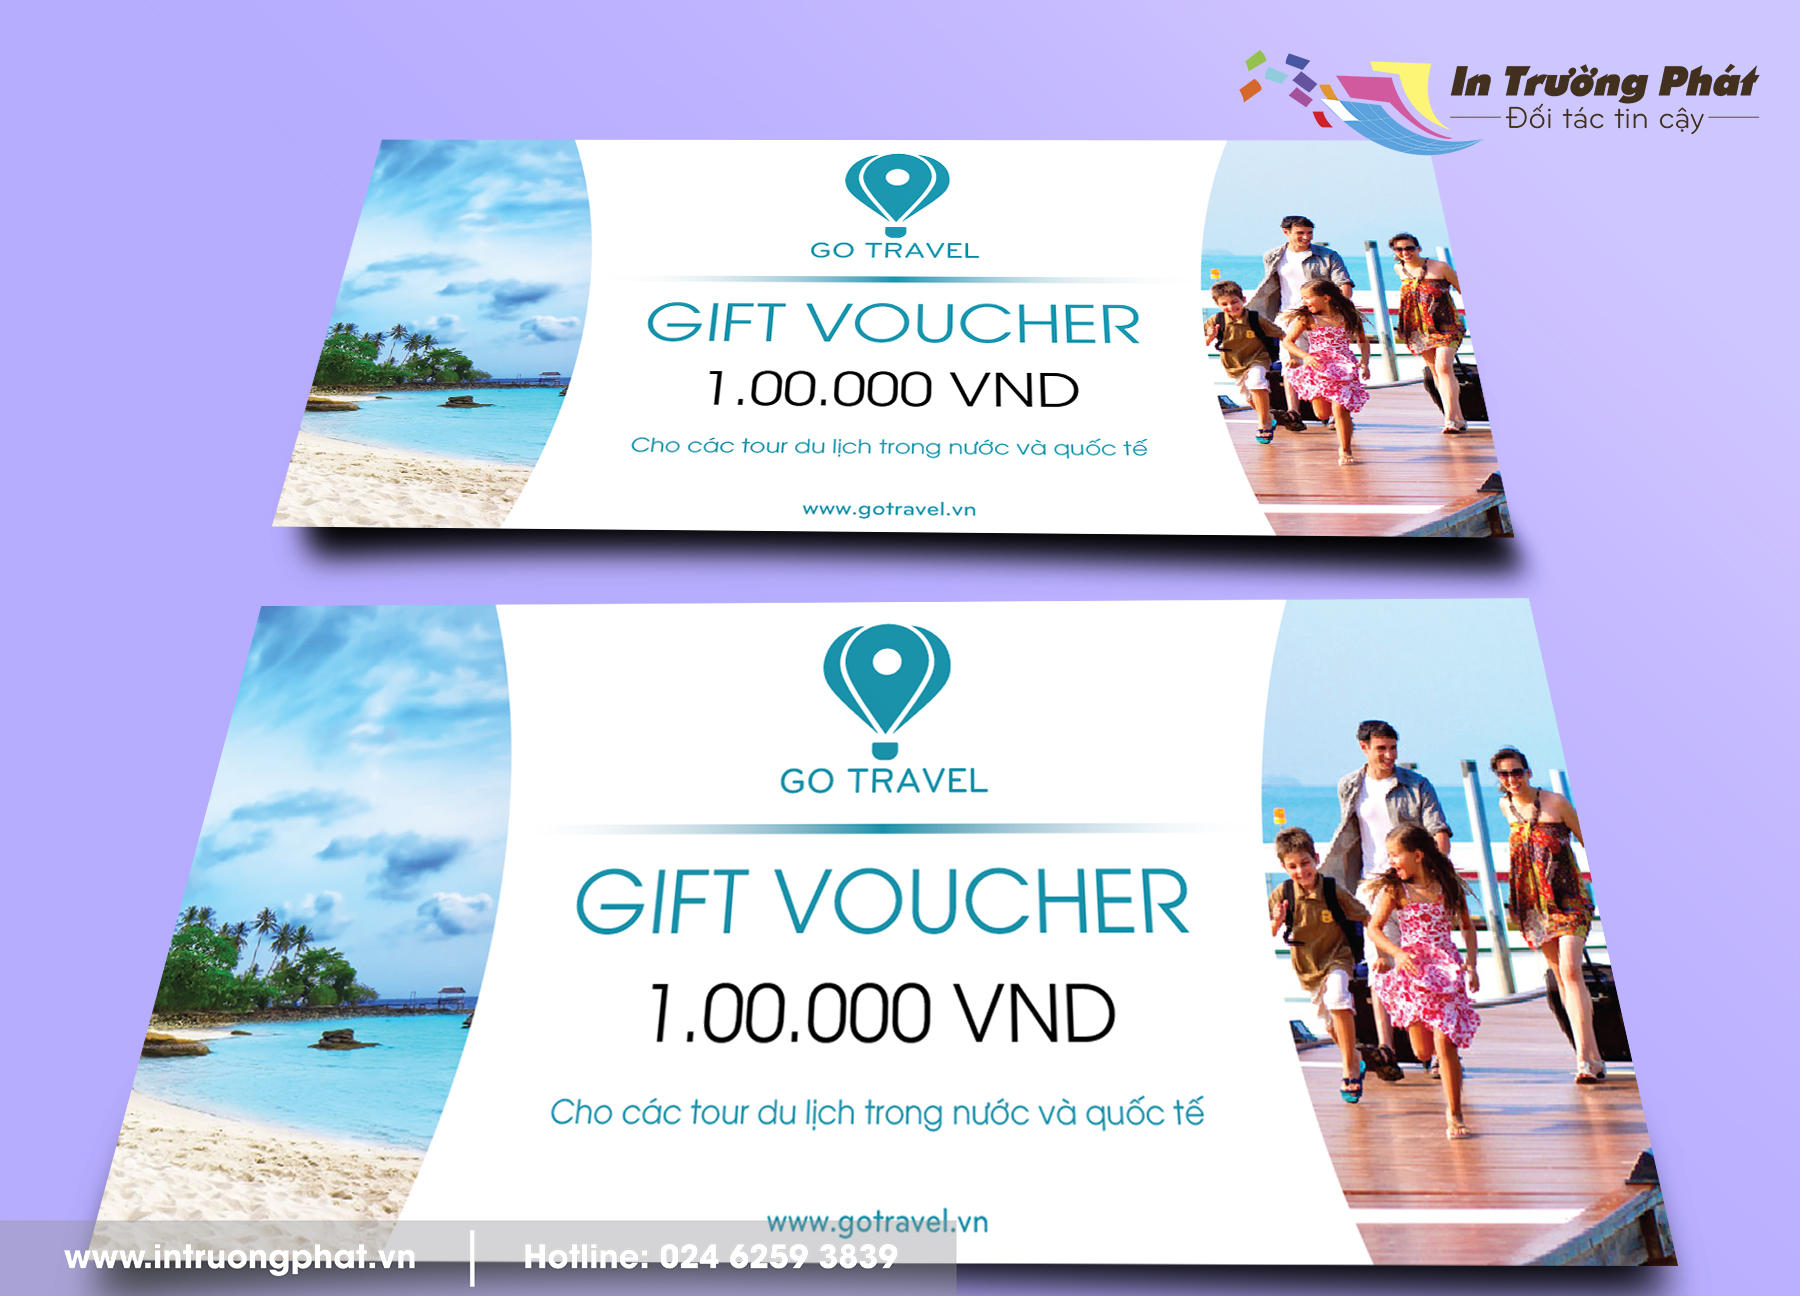 In Trường Phát
Đối tác tin cậy
GO TRAVEL
GIFT VOUCHER
1.00.000 VND
Cho các tour du lịch trong nước và quốc tế
www.gotravel.vn
GO TRAVEL
GIFT VOUCHER
1.00.000 VND
Cho các tour du lịch trong nước và quốc tế
www.gotravel.vn
www.intruongphat.vn | Hotline: 024 6259 3839